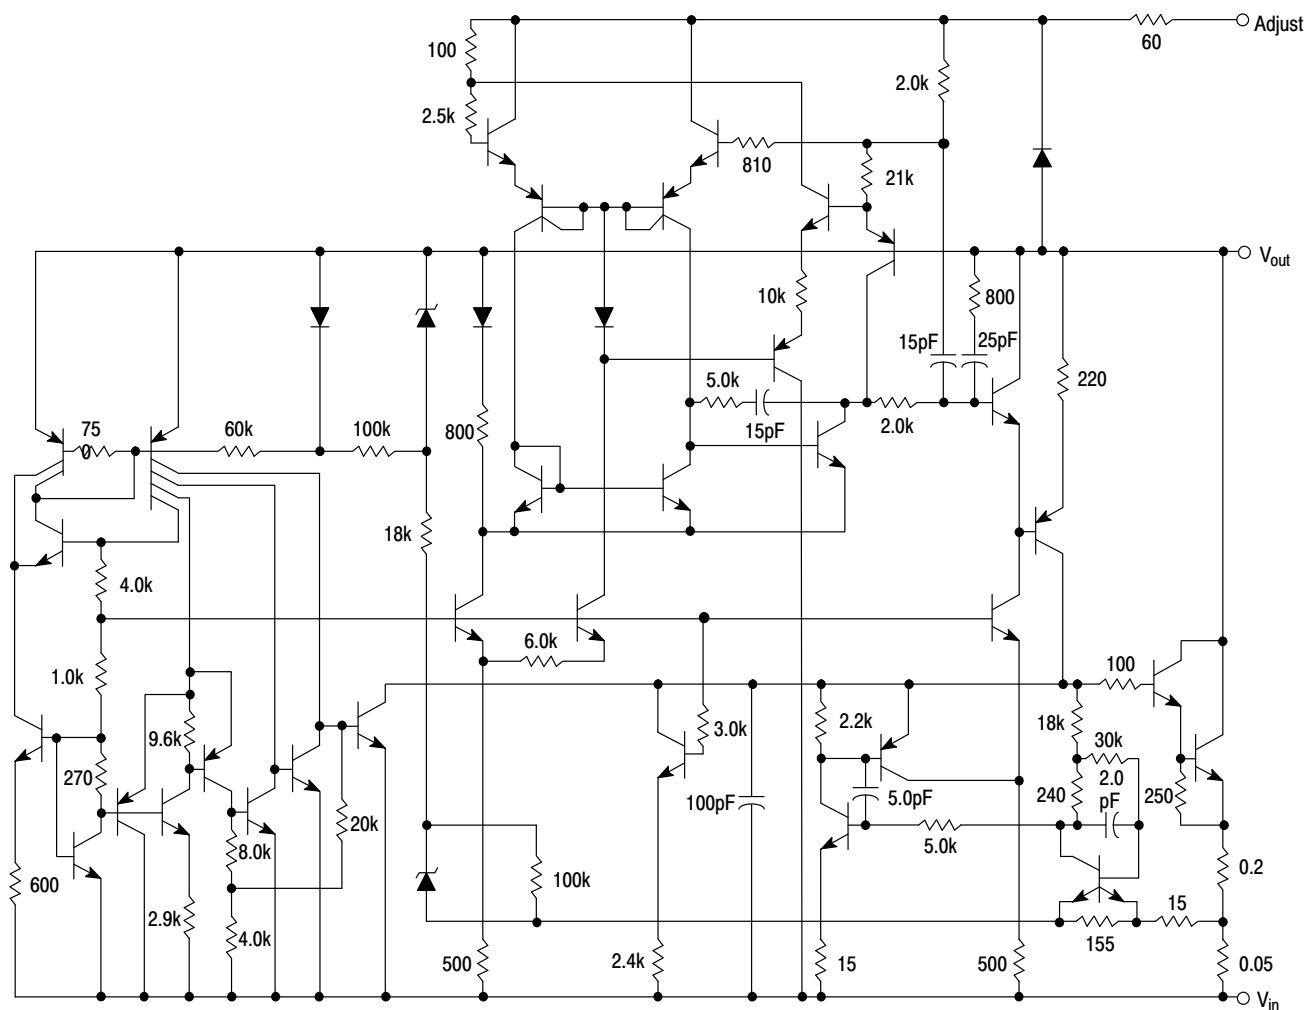 Adjust
60
100
2.0k
2.5k
810
21k
Vout
10k
800
15pF
25pF
220
5.0k
75
0
60k
100k
800
15pF
2.0k
18k
4.0k
6.0k
1.0k
100
3.0k
2.2k
18k
9.6k
30k
270
2.0
pF
240
250
5.0pF
100pF
20k
8.0k
5.0k
600
100k
0.2
2.9k
15
4.0k
155
500
2.4k
15
500
0.05
Vin